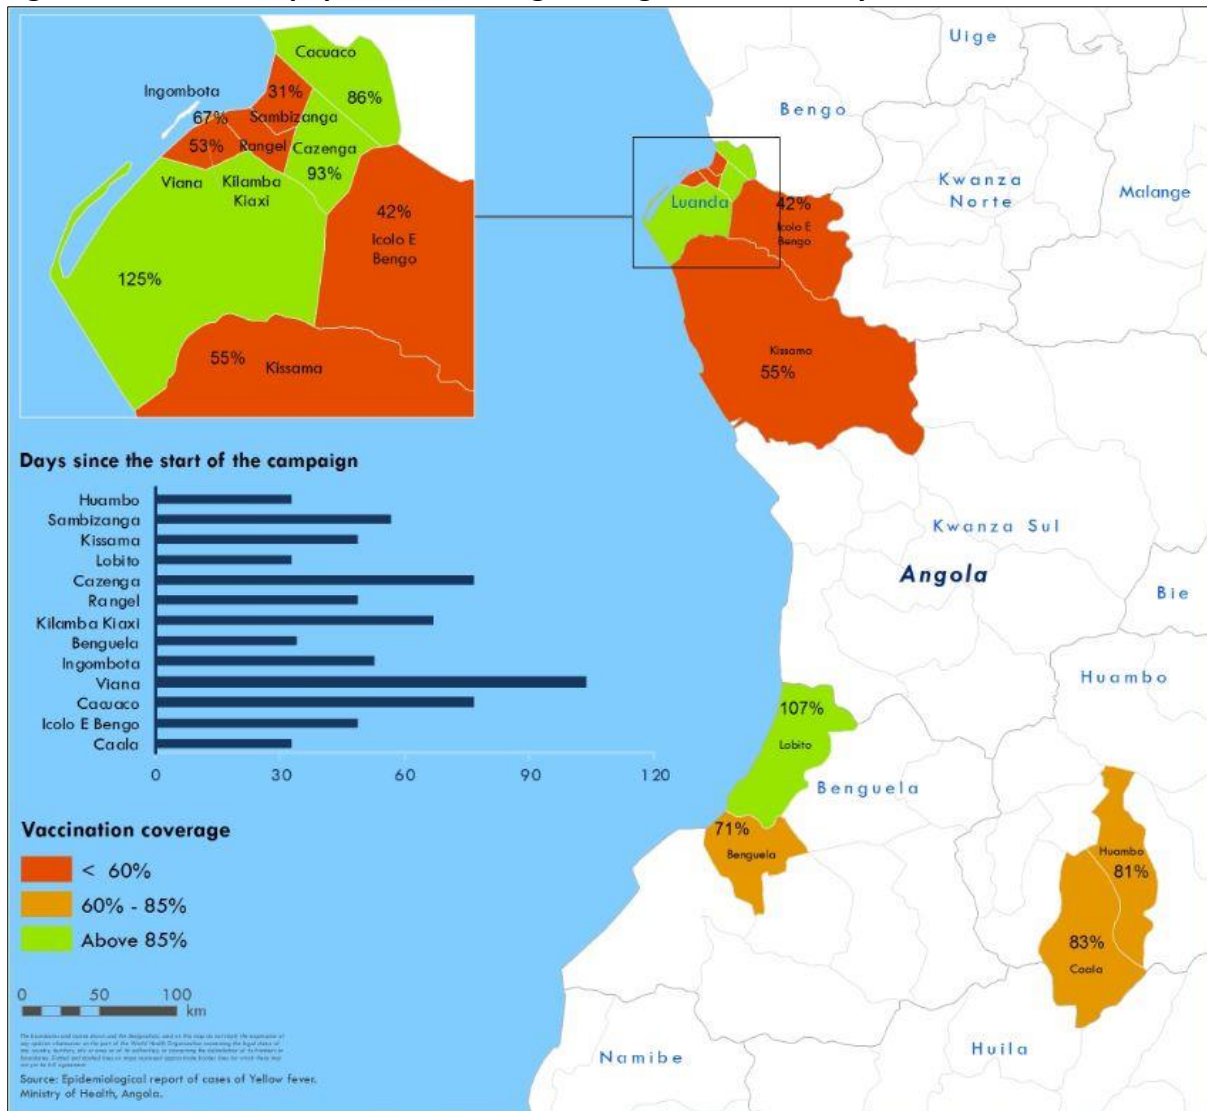 Cacuaco
Ingombota
31%
86%
67%
Sambizanga
53%
Rangel
Cazenga
93%
Viana
Kilamba
Kiaxi
42%
Icolo E
Bengo
125%
55%
Kissama
Uige
Bengo
Kwanza
Norte
Malange
Luanda
42%
Icolo E
Bengo
Kissama
55%
Kwanza Sul
Angola
Bie
Huambo
107%
Lobito
Benguela
71%
Benguela
Huambo
81%
83%
Caala
Namibe
Huila
Days since the start of the campaign
Huambo
Sambizanga
Kissama
Lobito
Cazenga
Rangel
Kilamba Kiaxi
Benguela
Ingombota
Viana
Cacuaco
Icolo E Bengo
Caala
0 30 60 90 120
Vaccination coverage
< 60%
60% - 85%
Above 85%
0 50 100
km
Source: Epidemiological report of cases of Yellow fever.
Ministry of Health, Angola.